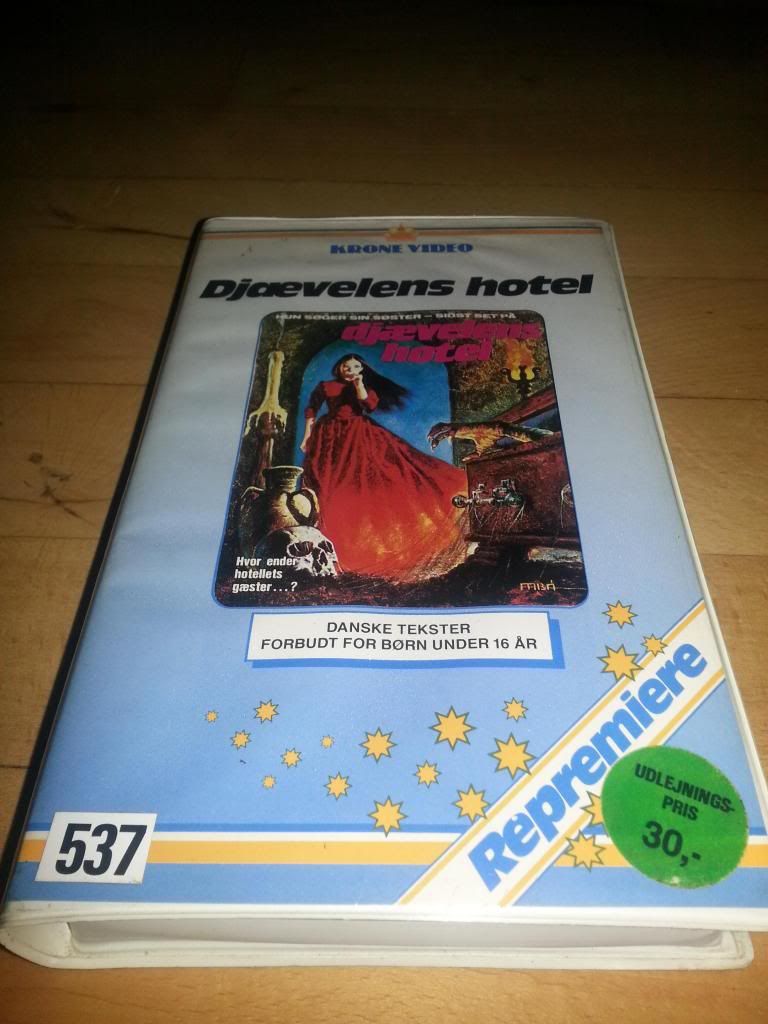 KRONE VIDEO
Djævelens hotel
HUN SØGER SIN SØSTER - SIDST SET PÅ
djævelens
hotel
Hvor ender
hotellets
gæster...?
DANSKE TEKSTER
FORBUDT FOR BØRN UNDER 16 ÅR
Repremiere
UDLEJNINGS-
PRIS
30,-
537